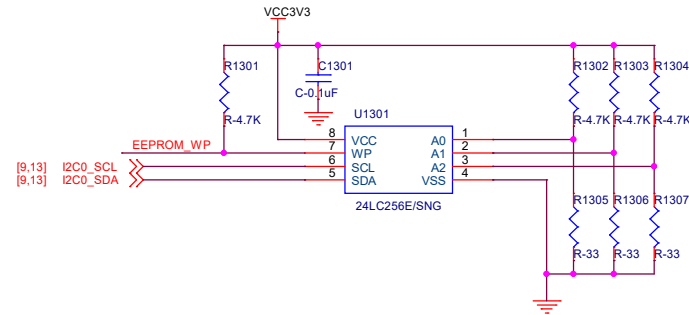 VCC3V3
R1301
C1301
R1302
R1303
R1304
R-4.7K
C-0.1uF
R-4.7K
R-4.7K
R-4.7K
U1301
EEPROM_WP
8
VCC
A0
1
7
WP
A1
2
[9,13]
I2C0_SCL
6
SCL
A2
3
[9,13]
I2C0_SDA
5
SDA
VSS
4
24LC256E/SNG
R1305
R1306
R1307
R-33
R-33
R-33